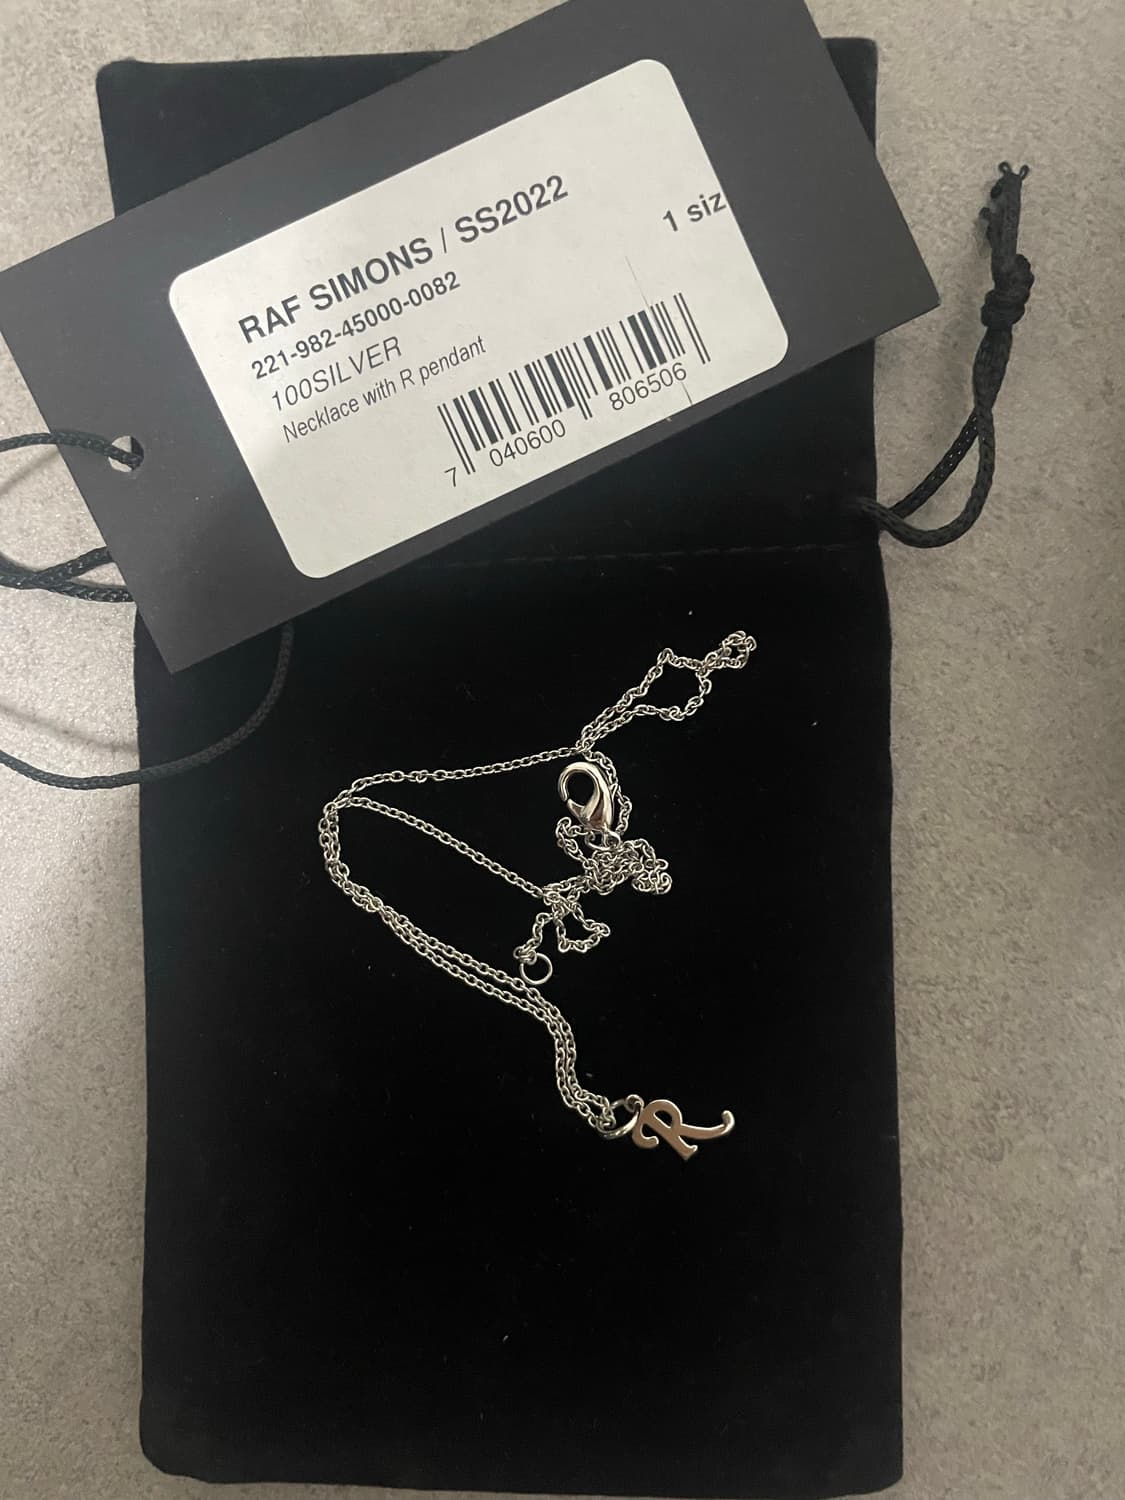 RAF SIMONS / SS2022
221-982-45000-0082
100SILVER
1 siz
Necklace with R pendant
7 040600 806506
R